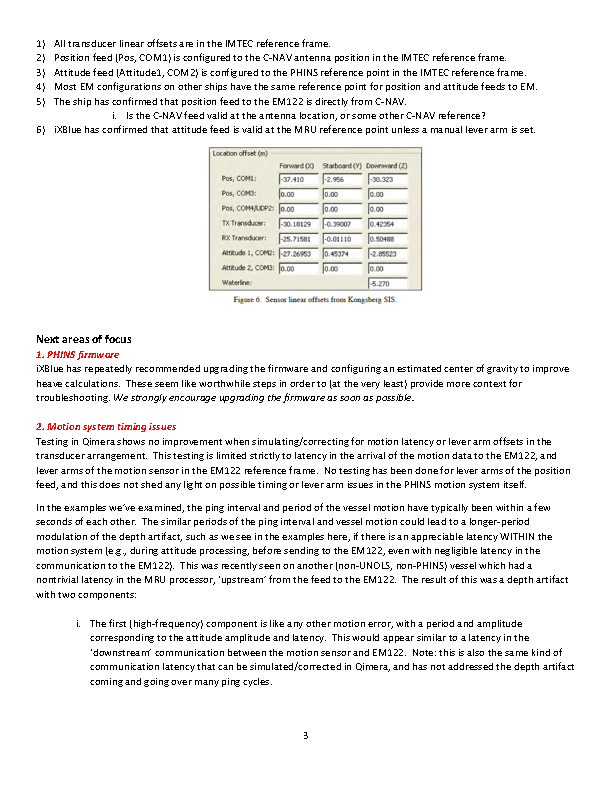 1) All transducer linear offsets are in the IMTEC reference frame.
2) Position feed (Pos, COM1) is configured to the C-NAV antenna position in the IMTEC reference frame.
3) Attitude feed (Attitude1, COM2) is configured to the PHINS reference point in the IMTEC reference frame.
4) Most EM configurations on other ships have the same reference point for position and attitude feeds to EM.
5) The ship has confirmed that position feed to the EM122 is directly from C-NAV.
i. Is the C-NAV feed valid at the antenna location, or some other C-NAV reference?
6) iXBlue has confirmed that attitude feed is valid at the MRU reference point unless a manual lever arm is set.
Location offset (m)
Forward (X) Starboard (Y) Downward (Z)
Pos, COM1: -37.410 -2.956 -30.323
Pos, COM3: 0.00 0.00 0.00
Pos, COM4/UDP2: 0.00 0.00 0.00
TX Transducer: -30.18129 -0.39007 0.42354
RX Transducer: -25.71581 -0.01110 0.50488
Attitude 1, COM2: -27.26953 0.45374 -2.85523
Attitude 2, COM3: 0.00 0.00 0.00
Waterline: -5.270
Figure 6. Sensor linear offsets from Kongsberg SIS.
Next areas of focus
1. PHINS firmware
iXBlue has repeatedly recommended upgrading the firmware and configuring an estimated center of gravity to improve
heave calculations. These seem like worthwhile steps in order to (at the very least) provide more context for
troubleshooting. We strongly encourage upgrading the firmware as soon as possible.
2. Motion system timing issues
Testing in Qimera shows no improvement when simulating/correcting for motion latency or lever arm offsets in the
transducer arrangement. This testing is limited strictly to latency in the arrival of the motion data to the EM122, and
lever arms of the motion sensor in the EM122 reference frame. No testing has been done for lever arms of the position
feed, and this does not shed any light on possible timing or lever arm issues in the PHINS motion system itself.
In the examples we've examined, the ping interval and period of the vessel motion have typically been within a few
seconds of each other. The similar periods of the ping interval and vessel motion could lead to a longer-period
modulation of the depth artifact, such as we see in the examples here, if there is an appreciable latency WITHIN the
motion system (e.g., during attitude processing, before sending to the EM122, even with negligible latency in the
communication to the EM122). This was recently seen on another (non-UNOLS, non-PHINS) vessel which had a
nontrivial latency in the MRU processor, 'upstream' from the feed to the EM122. The result of this was a depth artifact
with two components:
i. The first (high-frequency) component is like any other motion error, with a period and amplitude
corresponding to the attitude amplitude and latency. This would appear similar to a latency in the
'downstream' communication between the motion sensor and EM122. Note: this is also the same kind of
communication latency that can be simulated/corrected in Qimera, and has not addressed the depth artifact
coming and going over many ping cycles.
3